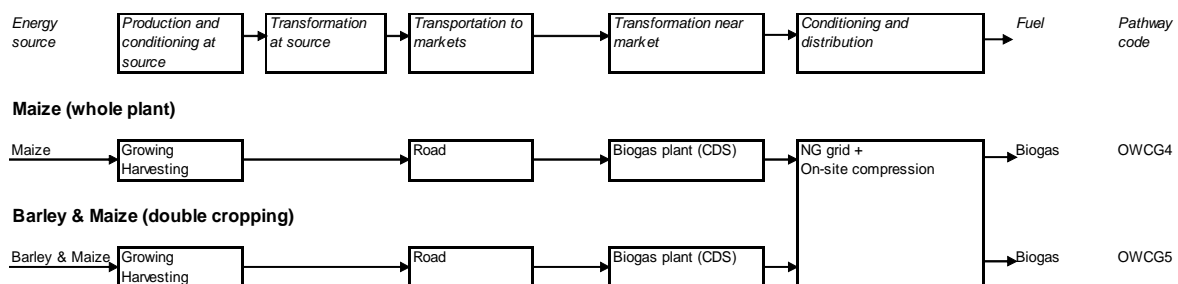 Energy source
Production and conditioning at source
Transformation at source
Transportation to markets
Transformation near market
Conditioning and distribution
Fuel
Pathway code
Maize (whole plant)
Maize
Growing
Harvesting
Road
Biogas plant (CDS)
NG grid +
On-site compression
Biogas
OWCG4
Barley & Maize (double cropping)
Barley & Maize
Growing
Harvesting
Road
Biogas plant (CDS)
Biogas
OWCG5